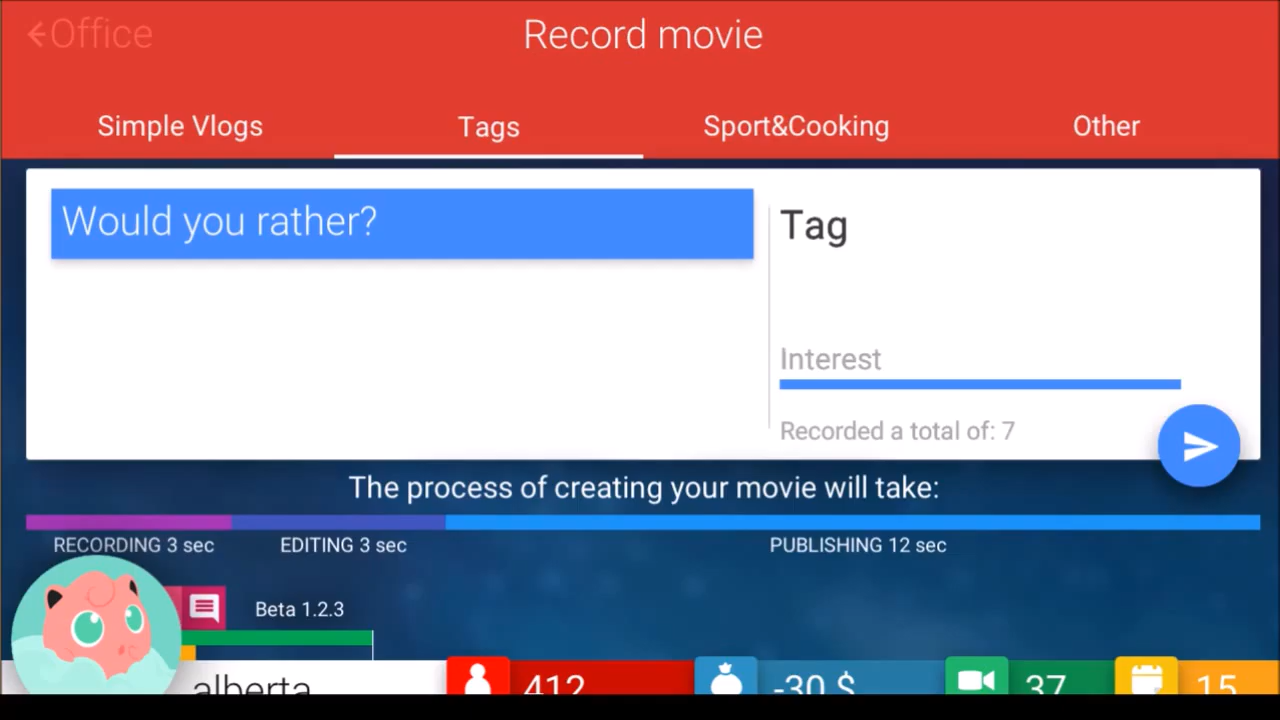 Office
Record movie
Simple Vlogs
Tags
Sport&Cooking
Other
Would you rather?
Tag
Interest
Recorded a total of: 7
The process of creating your movie will take:
RECORDING 3 sec
EDITING 3 sec
PUBLISHING 12 sec
Beta 1.2.3
alberta
412
-30 $
37
15